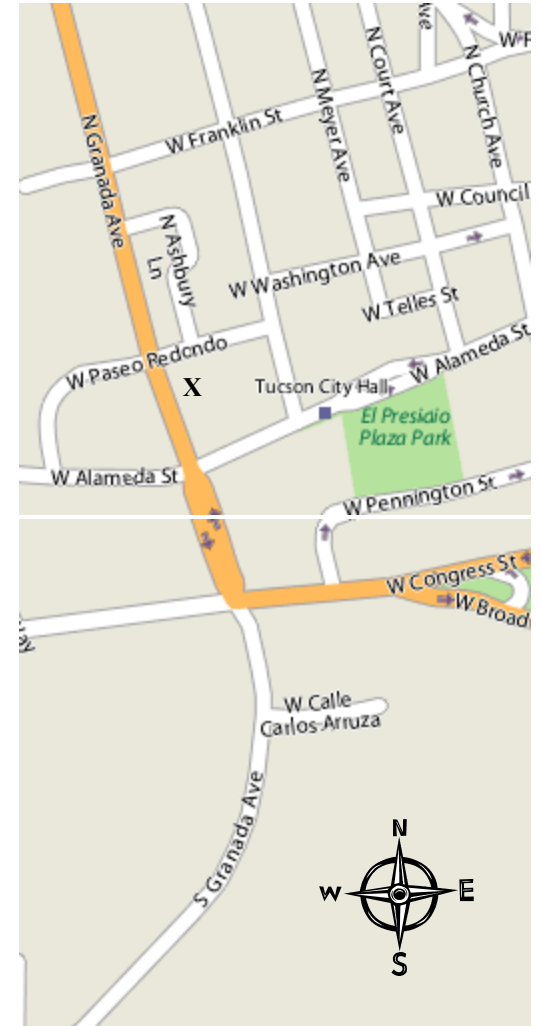 Ave
W F
N Granada Ave
W Franklin St
N Meyer Ave
N Court Ave
N Church Ave
W Council
N Ashbury
Ln
W Washington Ave
W Telles St
W Paseo Redondo
X
Tucson City Hall
W Alameda St
El Presidio
Plaza Park
W Alameda St
W Pennington St
W Congress St
W Broad
W Calle
Carlos Arruza
S Granada Ave
N
W
E
S